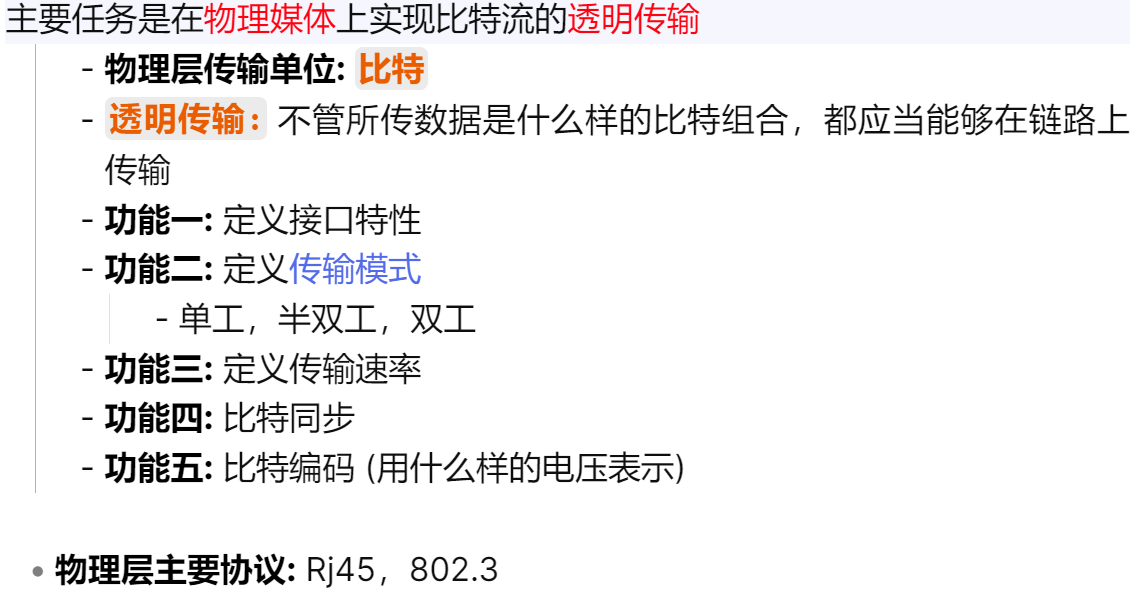 主要任务是在物理媒体上实现比特流的透明传输
- 物理层传输单位: 比特
- 透明传输: 不管所传数据是什么样的比特组合，都应当能够在链路上
传输
- 功能一: 定义接口特性
- 功能二: 定义传输模式
- 单工，半双工，双工
- 功能三: 定义传输速率
- 功能四: 比特同步
- 功能五: 比特编码 (用什么样的电压表示)
• 物理层主要协议: Rj45，802.3